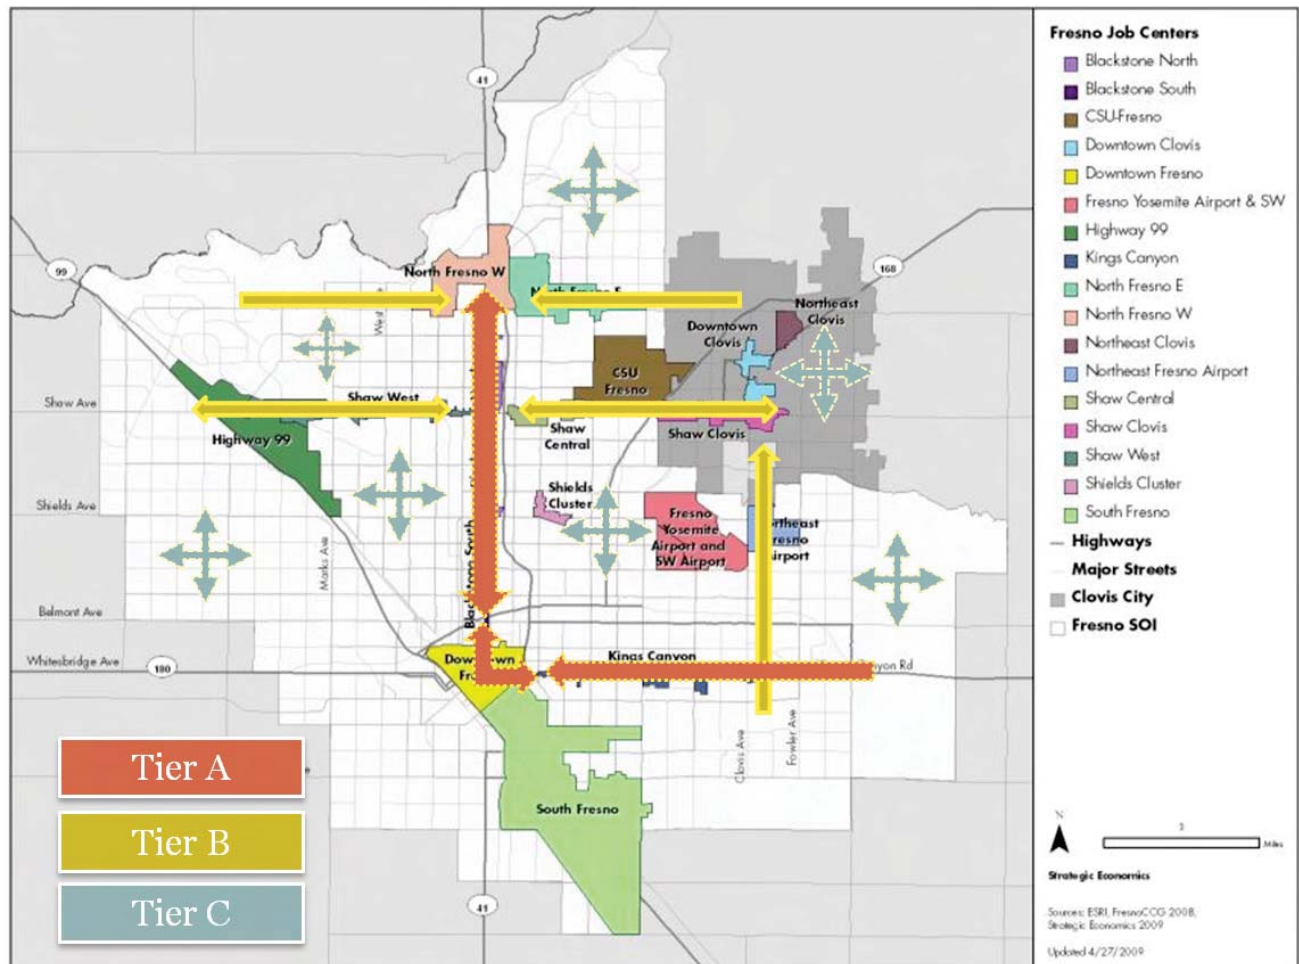 41
99
168
North Fresno W
West
Northeast
Clovis
Downtown
Clovis
CSU
Fresno
Shaw Ave
Shaw West
Highway 99
Shaw
Central
Shaw Clovis
Shields
Cluster
Shields Ave
Fresno
Yosemite
Airport and
SW Airport
Marks Ave
Belmont Ave
Whitesbridge Ave
180
Kings Canyon
Clovis Ave
Fowler Ave
South Fresno
41
Tier A
Tier B
Tier C
Fresno Job Centers
Blackstone North
Blackstone South
CSU-Fresno
Downtown Clovis
Downtown Fresno
Fresno Yosemite Airport & SW
Highway 99
Kings Canyon
North Fresno E
North Fresno W
Northeast Clovis
Northeast Fresno Airport
Shaw Central
Shaw Clovis
Shaw West
Shields Cluster
South Fresno
Highways
Major Streets
Clovis City
Fresno SOI
N
3
Miles
Strategic Economics
Sources: ESRI, FresnoCCG 2008,
Strategic Economics 2009
Updated 4/27/2009